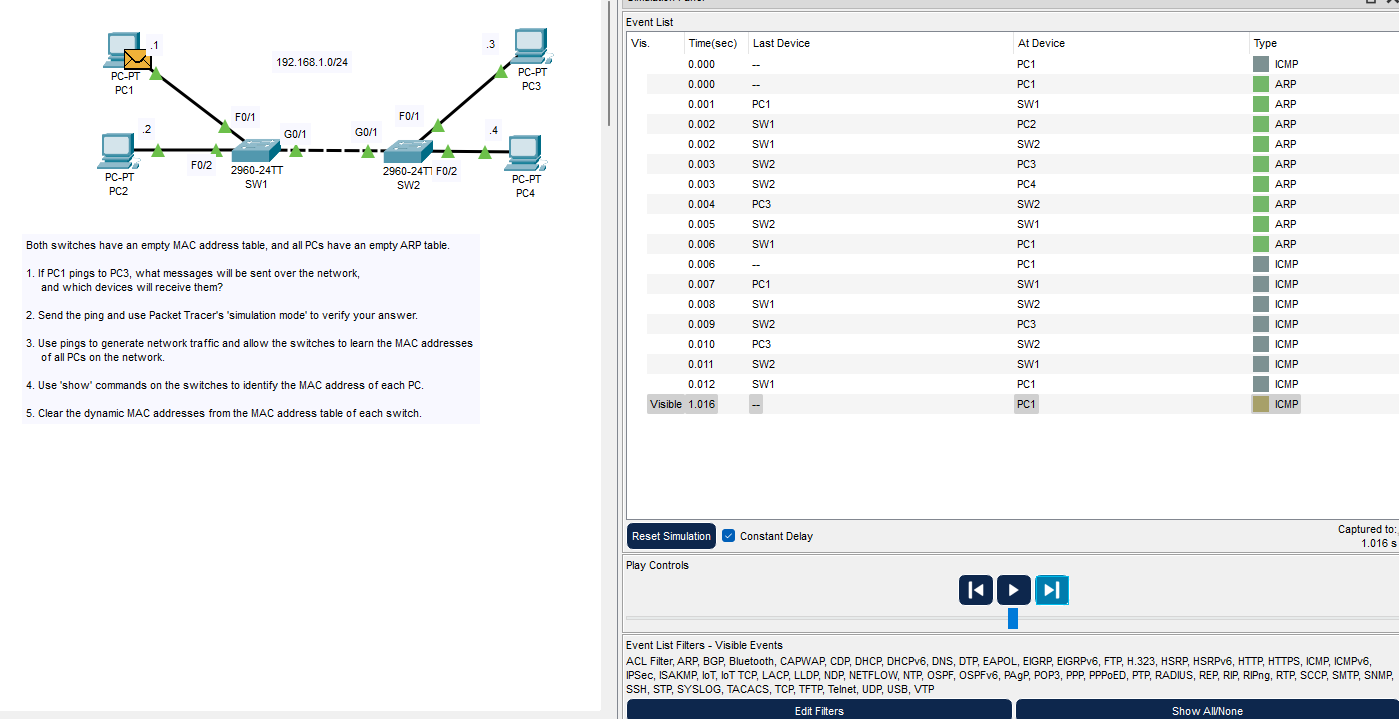 Event List
Vis. Time(sec) Last Device At Device Type
0.000 -- PC1 ICMP
0.000 -- PC1 ARP
0.001 PC1 SW1 ARP
0.002 SW1 PC2 ARP
0.002 SW1 SW2 ARP
0.003 SW2 PC3 ARP
0.003 SW2 PC4 ARP
0.004 PC3 SW2 ARP
0.005 SW2 SW1 ARP
0.006 SW1 PC1 ARP
0.006 -- PC1 ICMP
0.007 PC1 SW1 ICMP
0.008 SW1 SW2 ICMP
0.009 SW2 PC3 ICMP
0.010 PC3 SW2 ICMP
0.011 SW2 SW1 ICMP
0.012 SW1 PC1 ICMP
Visible 1.016 -- PC1 ICMP
Reset Simulation
Constant Delay
Captured to:
1.016 s
Play Controls
Event List Filters - Visible Events
ACL Filter, ARP, BGP, Bluetooth, CAPWAP, CDP, DHCP, DHCPv6, DNS, DTP, EAPOL, EIGRP, EIGRPv6, FTP, H.323, HSRP, HSRPv6, HTTP, HTTPS, ICMP, ICMPv6,
IPSec, ISAKMP, IoT, IoT TCP, LACP, LLDP, NDP, NETFLOW, NTP, OSPF, OSPFv6, PAgP, POP3, PPP, PPPoED, PTP, RADIUS, REP, RIP, RIPng, RTP, SCCP, SMTP, SNMP,
SSH, STP, SYSLOG, TACACS, TCP, TFTP, Telnet, UDP, USB, VTP
Edit Filters
Show All/None
.1
PC-PT
PC1
192.168.1.0/24
.3
PC-PT
PC3
F0/1
G0/1
G0/1
F0/1
.2
PC-PT
PC2
F0/2
2960-24TT
SW1
2960-24TT
SW2
F0/2
.4
PC-PT
PC4
Both switches have an empty MAC address table, and all PCs have an empty ARP table.
1. If PC1 pings to PC3, what messages will be sent over the network,
and which devices will receive them?
2. Send the ping and use Packet Tracer's 'simulation mode' to verify your answer.
3. Use pings to generate network traffic and allow the switches to learn the MAC addresses
of all PCs on the network.
4. Use 'show' commands on the switches to identify the MAC address of each PC.
5. Clear the dynamic MAC addresses from the MAC address table of each switch.